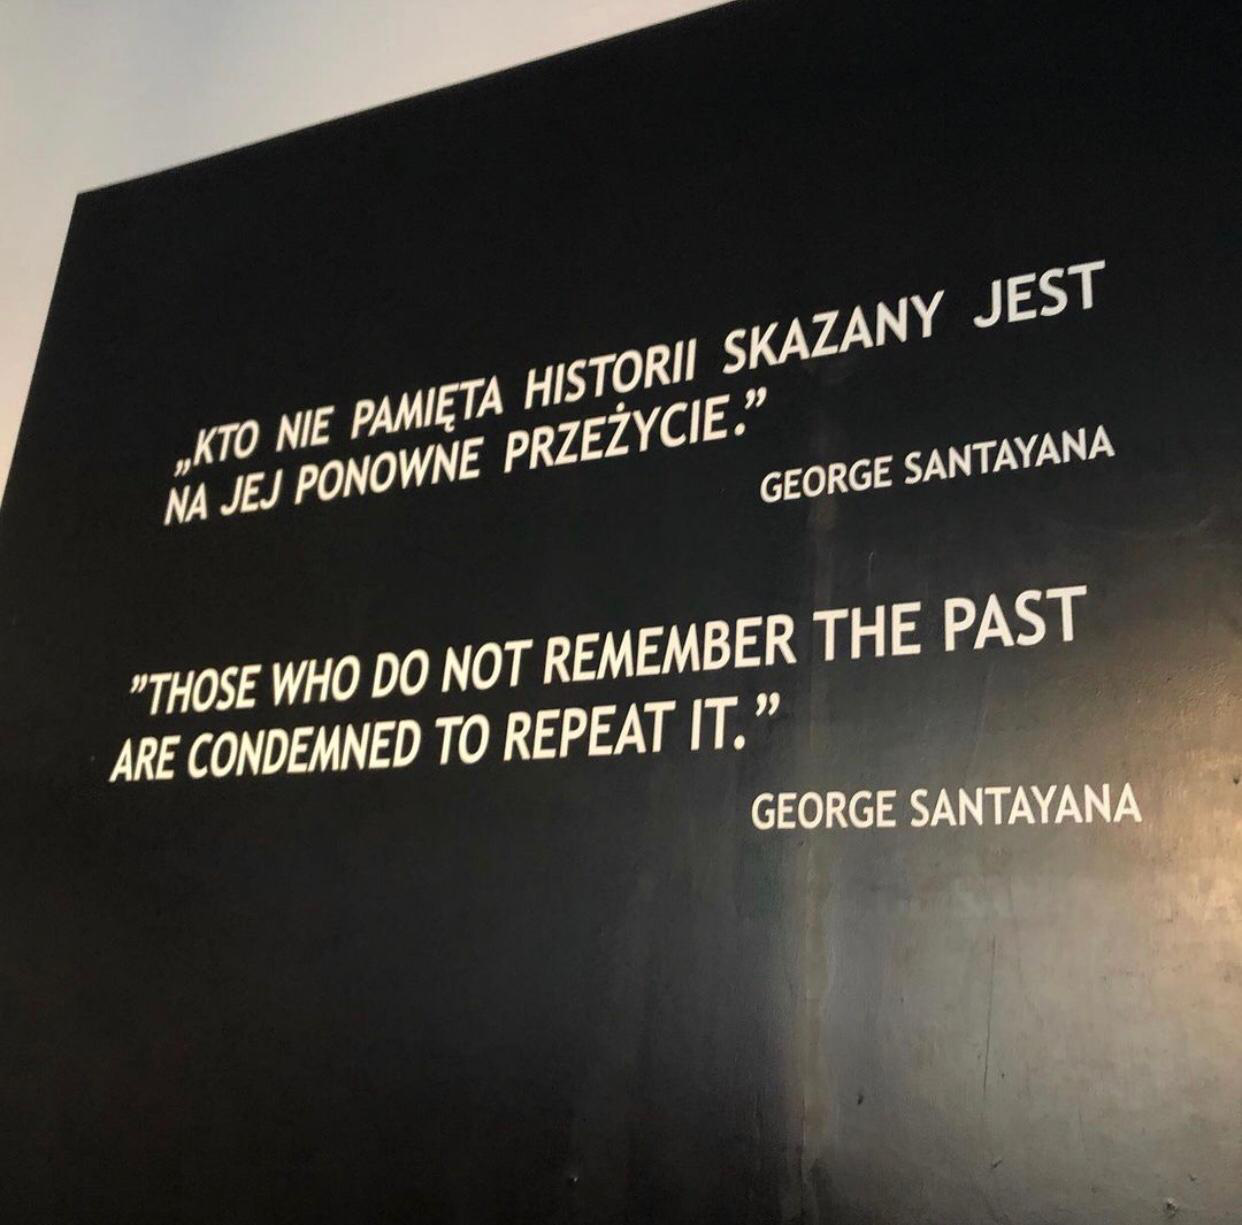 „KTO NIE PAMIĘTA HISTORII SKAZANY JEST
NA JEJ PONOWNE PRZEŻYCIE.”
GEORGE SANTAYANA
”THOSE WHO DO NOT REMEMBER THE PAST
ARE CONDEMNED TO REPEAT IT.”
GEORGE SANTAYANA